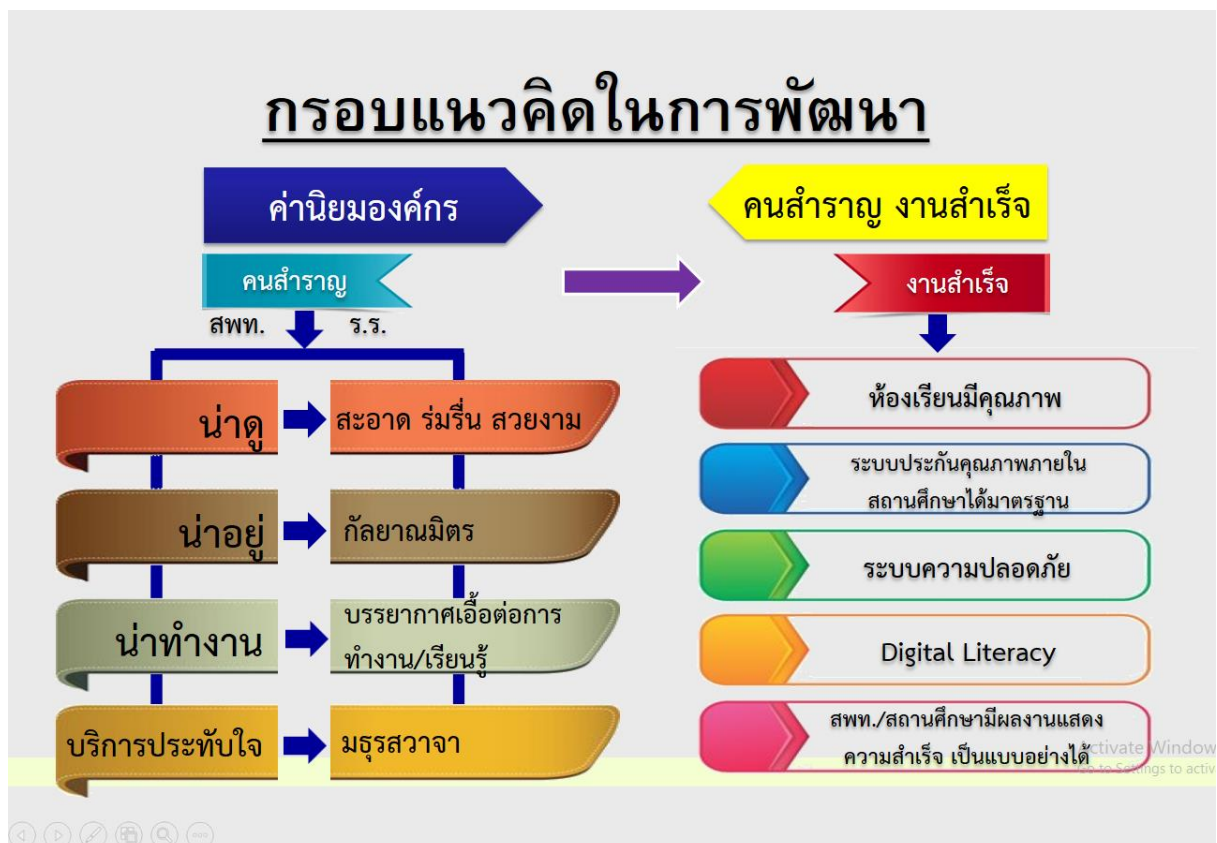 กรอบแนวคิดในการพัฒนา
ค่านิยมองค์กร
คนสำราญ งานสำเร็จ
คนสำราญ
งานสำเร็จ
สพท.
ร.ร.
น่าดู
สะอาด ร่มรื่น สวยงาม
น่าอยู่
กัลยาณมิตร
น่าทำงาน
บรรยากาศเอื้อต่อการ
ทำงาน/เรียนรู้
บริการประทับใจ
มธุรสวาจา
ห้องเรียนมีคุณภาพ
ระบบประกันคุณภาพภายใน
สถานศึกษาได้มาตรฐาน
ระบบความปลอดภัย
Digital Literacy
สพท./สถานศึกษามีผลงานแสดง
ความสำเร็จ เป็นแบบอย่างได้
Activate Window
Go to Settings to activ